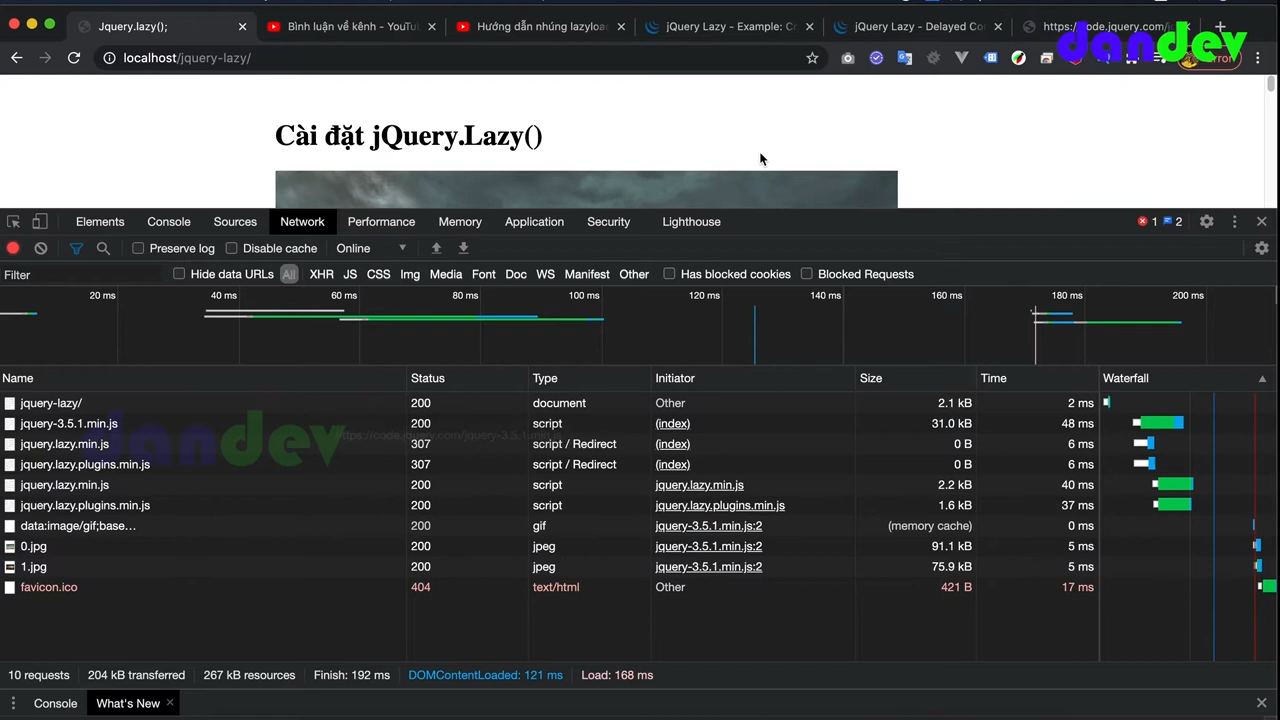 Jquery.lazy();
Bình luận về kênh - YouTu
Hướng dẫn nhúng lazyloa
jQuery Lazy - Example: Cr
jQuery Lazy - Delayed Co
https://code.jquery.com/
localhost/jquery-lazy/
dandev
Cài đặt jQuery.Lazy()
Elements Console Sources Network Performance Memory Application Security Lighthouse 1 2
Preserve log Disable cache Online
Filter Hide data URLs All XHR JS CSS Img Media Font Doc WS Manifest Other Has blocked cookies Blocked Requests
20 ms 40 ms 60 ms 80 ms 100 ms 120 ms 140 ms 160 ms 180 ms 200 ms
Name Status Type Initiator Size Time Waterfall
jquery-lazy/ 200 document Other 2.1 kB 2 ms
jquery-3.5.1.min.js 200 script (index) 31.0 kB 48 ms
dandev
https://code.jquery.com/jquery-3.5.1.min.js
jquery.lazy.min.js 307 script / Redirect (index) 0 B 6 ms
jquery.lazy.plugins.min.js 307 script / Redirect (index) 0 B 6 ms
jquery.lazy.min.js 200 script jquery.lazy.min.js 2.2 kB 40 ms
jquery.lazy.plugins.min.js 200 script jquery.lazy.plugins.min.js 1.6 kB 37 ms
data:image/gif;base… 200 gif jquery-3.5.1.min.js:2 (memory cache) 0 ms
0.jpg 200 jpeg jquery-3.5.1.min.js:2 91.1 kB 5 ms
1.jpg 200 jpeg jquery-3.5.1.min.js:2 75.9 kB 5 ms
favicon.ico 404 text/html Other 421 B 17 ms
10 requests 204 kB transferred 267 kB resources Finish: 192 ms DOMContentLoaded: 121 ms Load: 168 ms
Console What's New